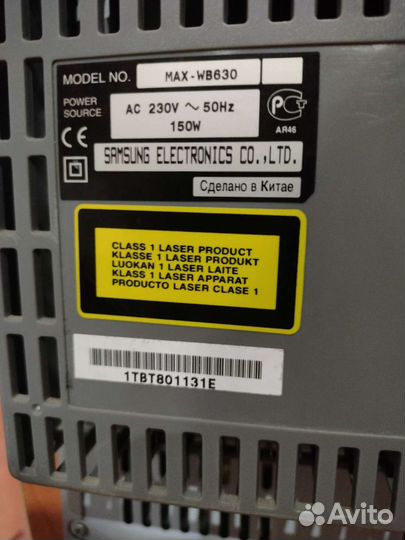 MODEL NO. MAX-WB630
POWER SOURCE AC 230V ~ 50Hz
150W
АЯ46
SAMSUNG ELECTRONICS CO.,LTD.
Сделано в Китае
CLASS 1 LASER PRODUCT
KLASSE 1 LASER PRODUKT
LUOKAN 1 LASER LAITE
KLASS 1 LASER APPARAT
PRODUCTO LASER CLASE 1
1TBT801131E
Avito